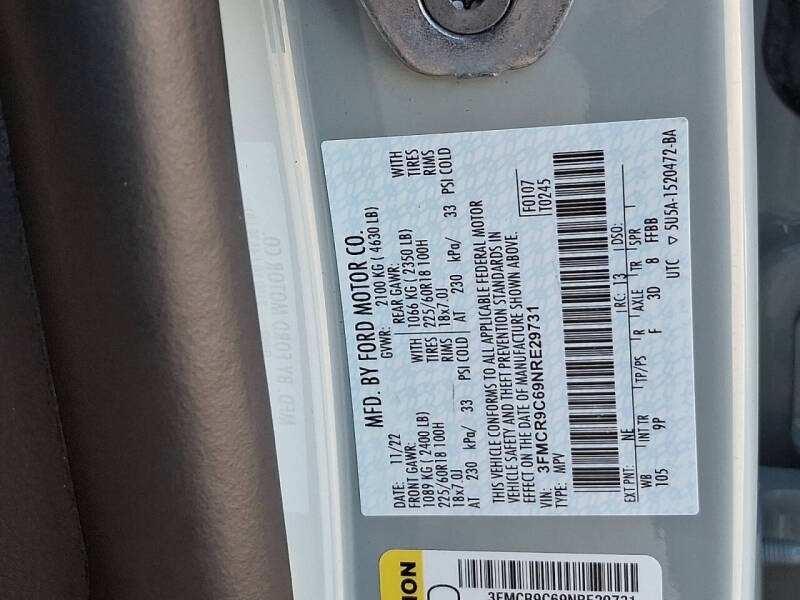 MFD. BY FORD MOTOR CO.
DATE: 11/22 GVWR: 2100 KG ( 4630 LB)
FRONT GAWR: REAR GAWR:
1089 KG ( 2400 LB) WITH 1066 KG ( 2350 LB) WITH
225/60R18 100H TIRES 225/60R18 100H TIRES
18x7.0J RIMS 18x7.0J RIMS
AT 230 kPa/ 33 PSI COLD AT 230 kPa/ 33 PSI COLD
THIS VEHICLE CONFORMS TO ALL APPLICABLE FEDERAL MOTOR
VEHICLE SAFETY AND THEFT PREVENTION STANDARDS IN
EFFECT ON THE DATE OF MANUFACTURE SHOWN ABOVE.
VIN: 3FMCR9C69NRE29731
TYPE: MPV
F0107
T0245
EXT PNT: NE RC: 13 DSO:
WB INT TR TP/PS R AXLE TR SPR
105 9P F 3D 8 FFBB
UTC ▽ 5U5A-1520472-BA
3FMCR9C69NRE29731